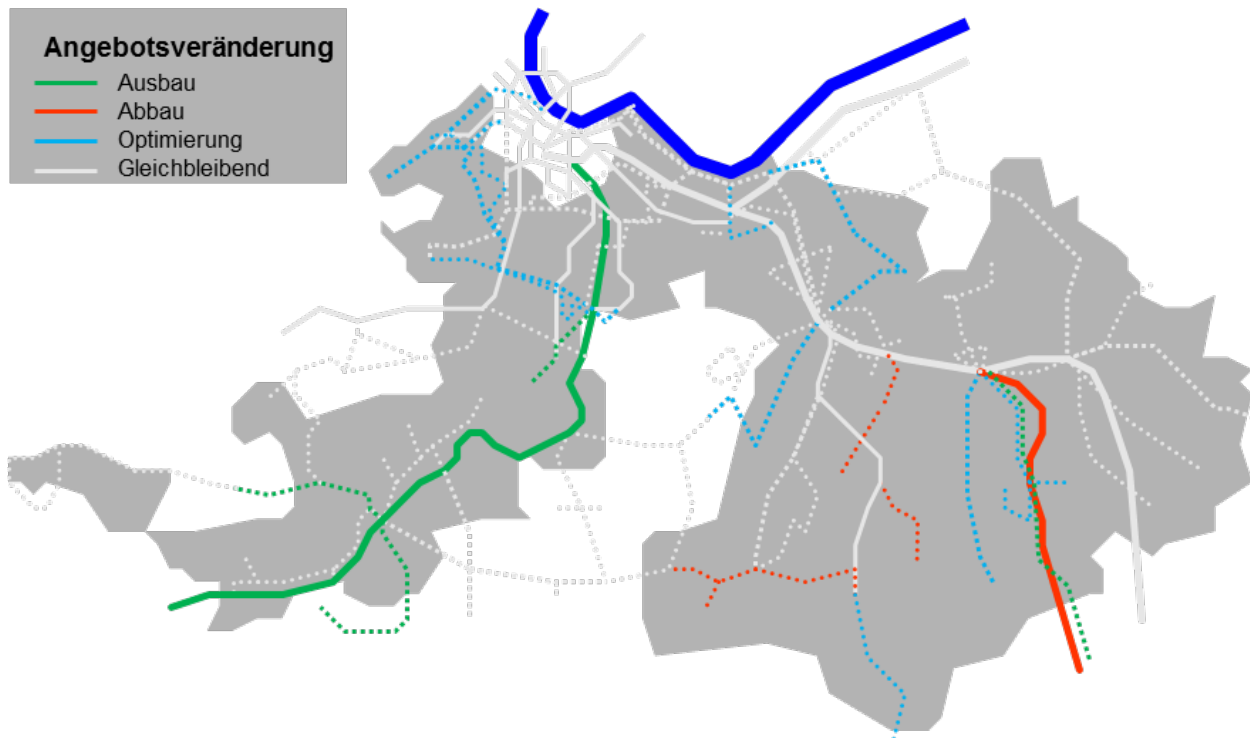 Angebotsveränderung
Ausbau
Abbau
Optimierung
Gleichbleibend